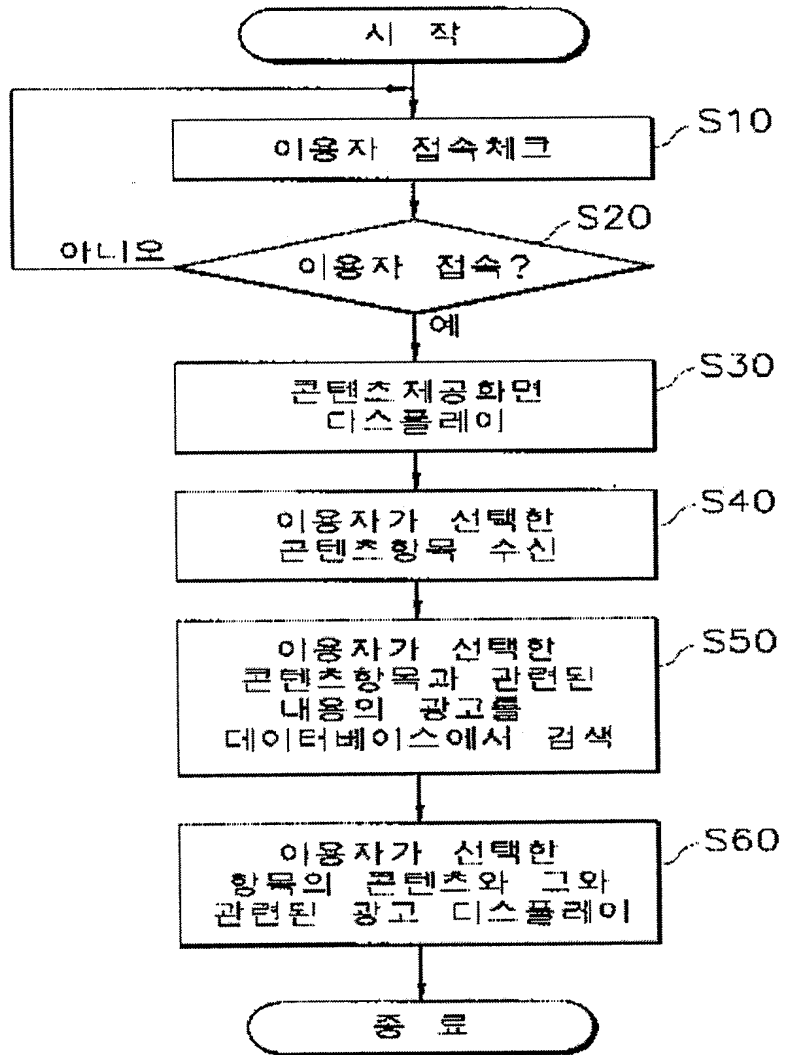 시 작
이용자 접속체크
S10
S20
이용자 접속?
아니오
예
콘텐츠제공화면
디스플레이
S30
이용자가 선택한
콘텐츠항목 수신
S40
이용자가 선택한
콘텐츠항목과 관련된
내용의 광고를
데이터베이스에서 검색
S50
이용자가 선택한
항목의 콘텐츠와 그와
관련된 광고 디스플레이
S60
종 료